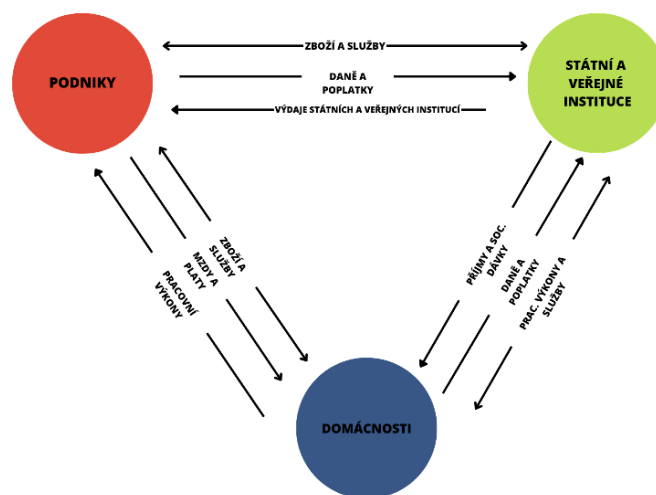 ZBOŽÍ A SLUŽBY
STÁTNÍ A
VEŘEJNÉ
INSTITUCE
PODNIKY
DANĚ A
POPLATKY
VÝDAJE STÁTNÍCH A VEŘEJNÝCH INSTITUCÍ
ZBOŽÍ A
SLUŽBY
MZDY A
PLATY
PRACOVNÍ
VÝKONY
PŘÍJMY A SOC.
DÁVKY
DANĚ A
POPLATKY
PRAC. VÝKONY A
SLUŽBY
DOMÁCNOSTI